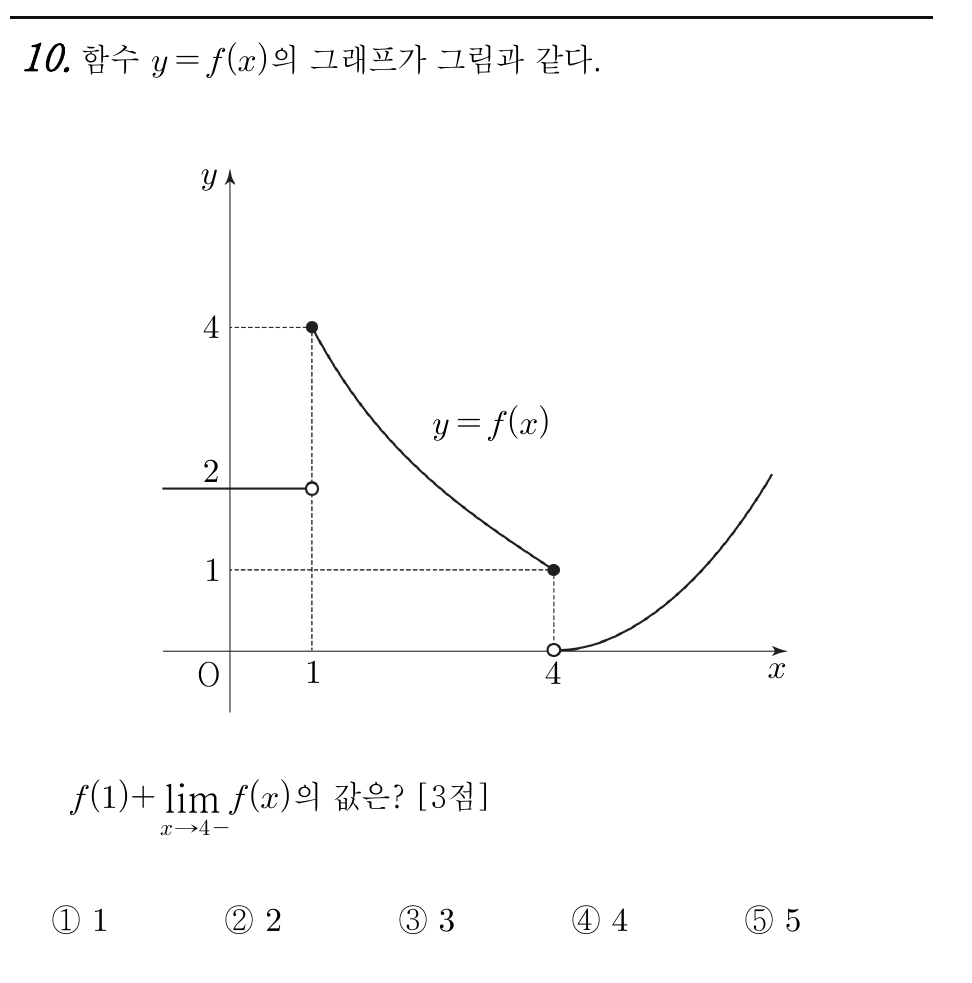 10. 함수 y=f(x)의 그래프가 그림과 같다.
y
4
y=f(x)
2
1
O 1 4 x
f(1)+ lim f(x)의 값은? [3점]
x→4−
① 1 ② 2 ③ 3 ④ 4 ⑤ 5